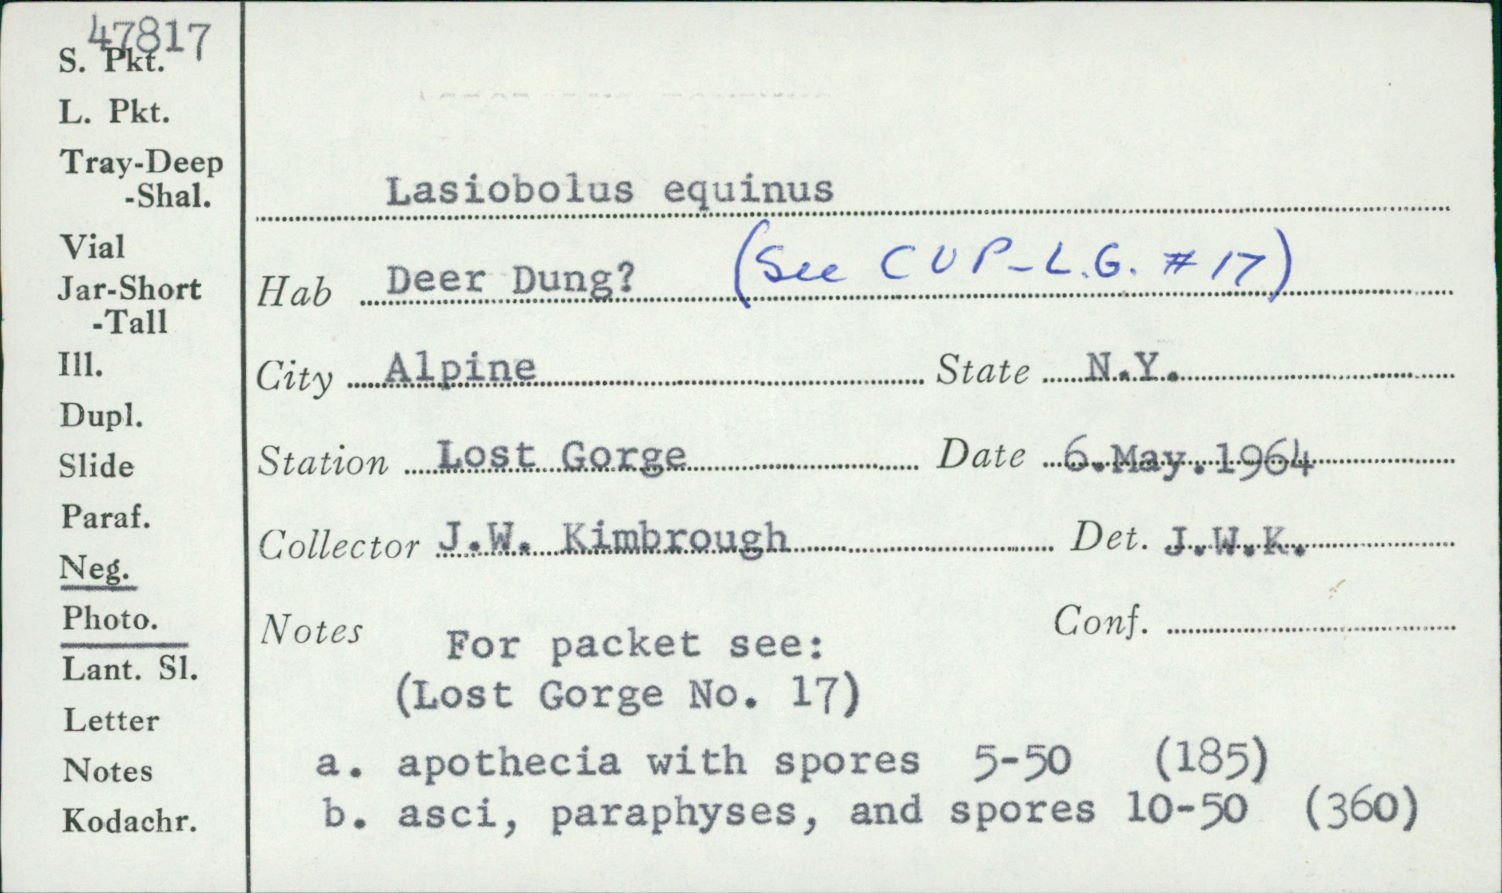 47817
S. Pkt.
L. Pkt.
Tray-Deep
-Shal.
Vial
Jar-Short
-Tall
Ill.
Dupl.
Slide
Paraf.
Neg.
Photo.
Lant. Sl.
Letter
Notes
Kodachr.
Lasiobolus equinus
Hab Deer Dung? (See CUP-L.G. #17)
City Alpine State N.Y.
Station Lost Gorge Date 6.May.1964
Collector J.W. Kimbrough Det. J.W.K.
Notes For packet see: Conf.
(Lost Gorge No. 17)
a. apothecia with spores 5-50 (185)
b. asci, paraphyses, and spores 10-50 (360)